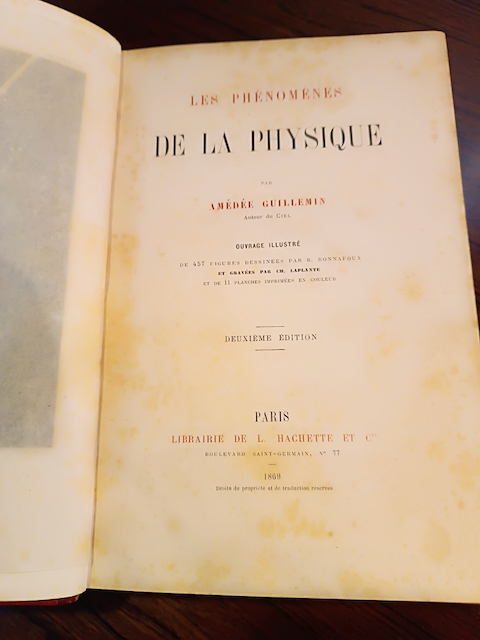 LES PHÉNOMÈNES
DE LA PHYSIQUE
PAR
AMÉDÉE GUILLEMIN
Auteur du CIEL
OUVRAGE ILLUSTRÉ
DE 457 FIGURES DESSINÉES PAR B. BONNAFOUX
ET GRAVÉES PAR CH. LAPLANTE
ET DE 11 PLANCHES IMPRIMÉES EN COULEUR
DEUXIÈME ÉDITION
PARIS
LIBRAIRIE DE L. HACHETTE ET Cie
BOULEVARD SAINT-GERMAIN, N° 77
1869
Droits de propriété et de traduction réservés